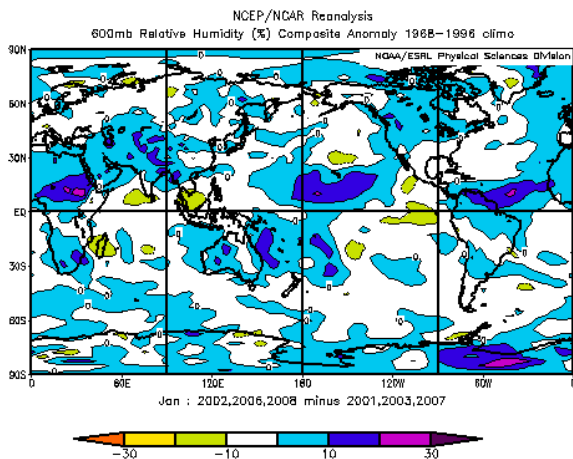 NCEP/NCAR Reanalysis
600mb Relative Humidity (%) Composite Anomaly 1968-1996 climo
NOAA/ESRL Physical Sciences Division
90N
60N
30N
EQ
30S
60S
90S
0 60E 120E 180 120W 60W 0
Jan : 2002,2006,2008 minus 2001,2003,2007
-30 -10 10 30